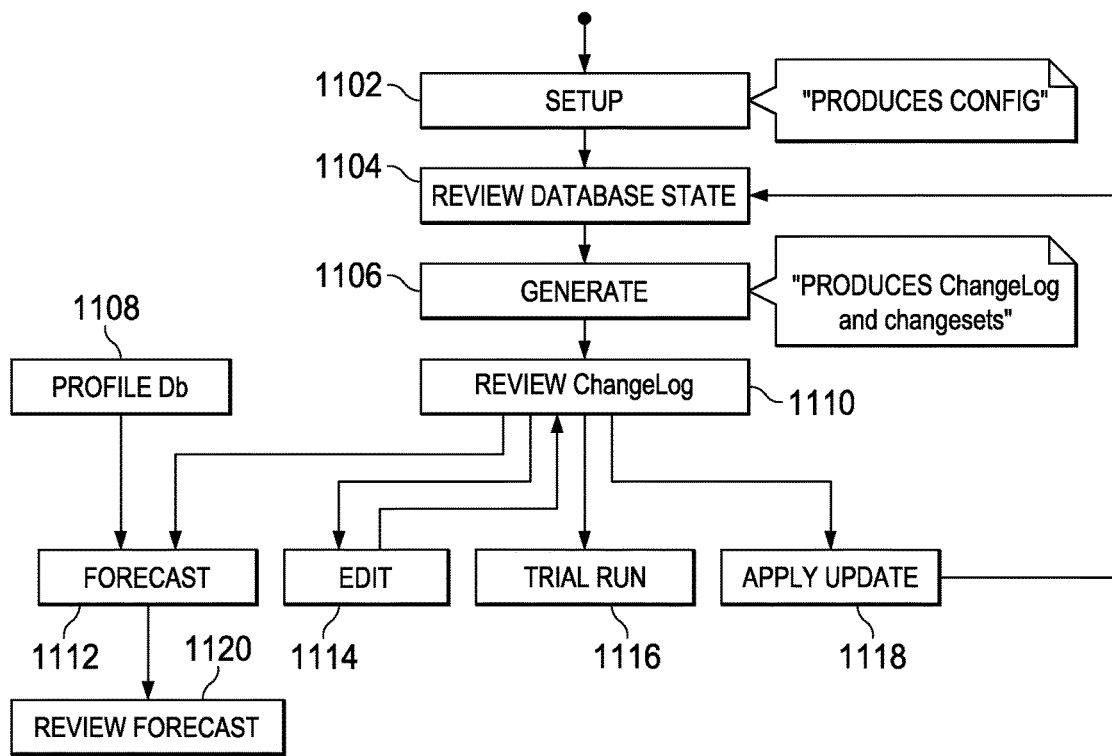 1102
SETUP
"PRODUCES CONFIG"
1104
REVIEW DATABASE STATE
1106
GENERATE
"PRODUCES ChangeLog
and changesets"
1108
PROFILE Db
REVIEW ChangeLog
1110
FORECAST
EDIT
TRIAL RUN
APPLY UPDATE
1112
1114
1116
1118
1120
REVIEW FORECAST